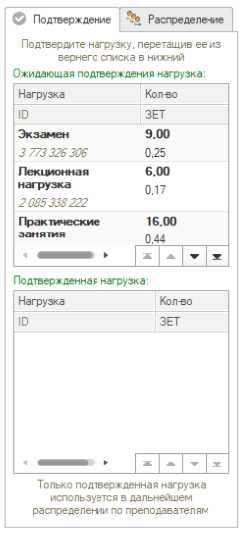 Подтверждение Распределение
Подтвердите нагрузку, перетащив ее из
вернего списка в нижний
Ожидающая подтверждения нагрузка:
Нагрузка Кол-во
ID ЗЕТ
Экзамен 9,00
3 773 326 306 0,25
Лекционная 6,00
нагрузка 0,17
2 085 338 222
Практические 16,00
занятия 0,44
Подтвержденная нагрузка:
Нагрузка Кол-во
ID ЗЕТ
Только подтвержденная нагрузка
используется в дальнейшем
распределении по преподавателям